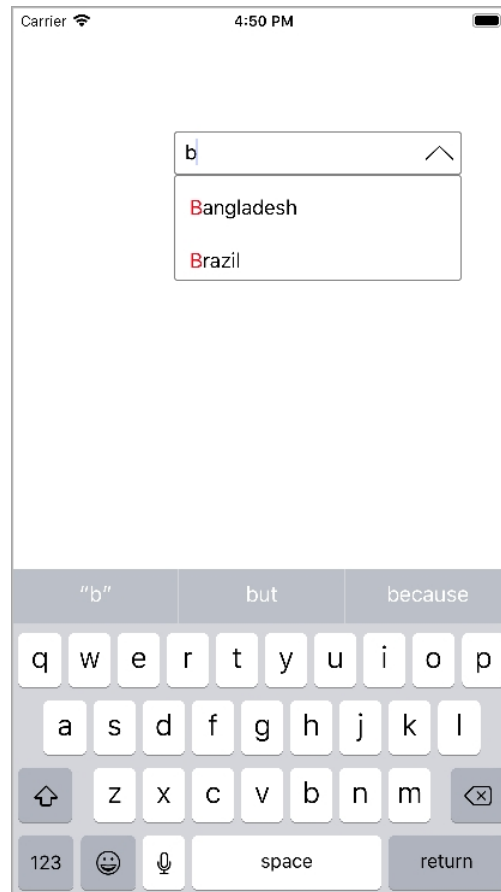 Carrier 4:50 PM
b
Bangladesh
Brazil
"b" but because
q w e r t y u i o p
a s d f g h j k l
z x c v b n m
123 space return